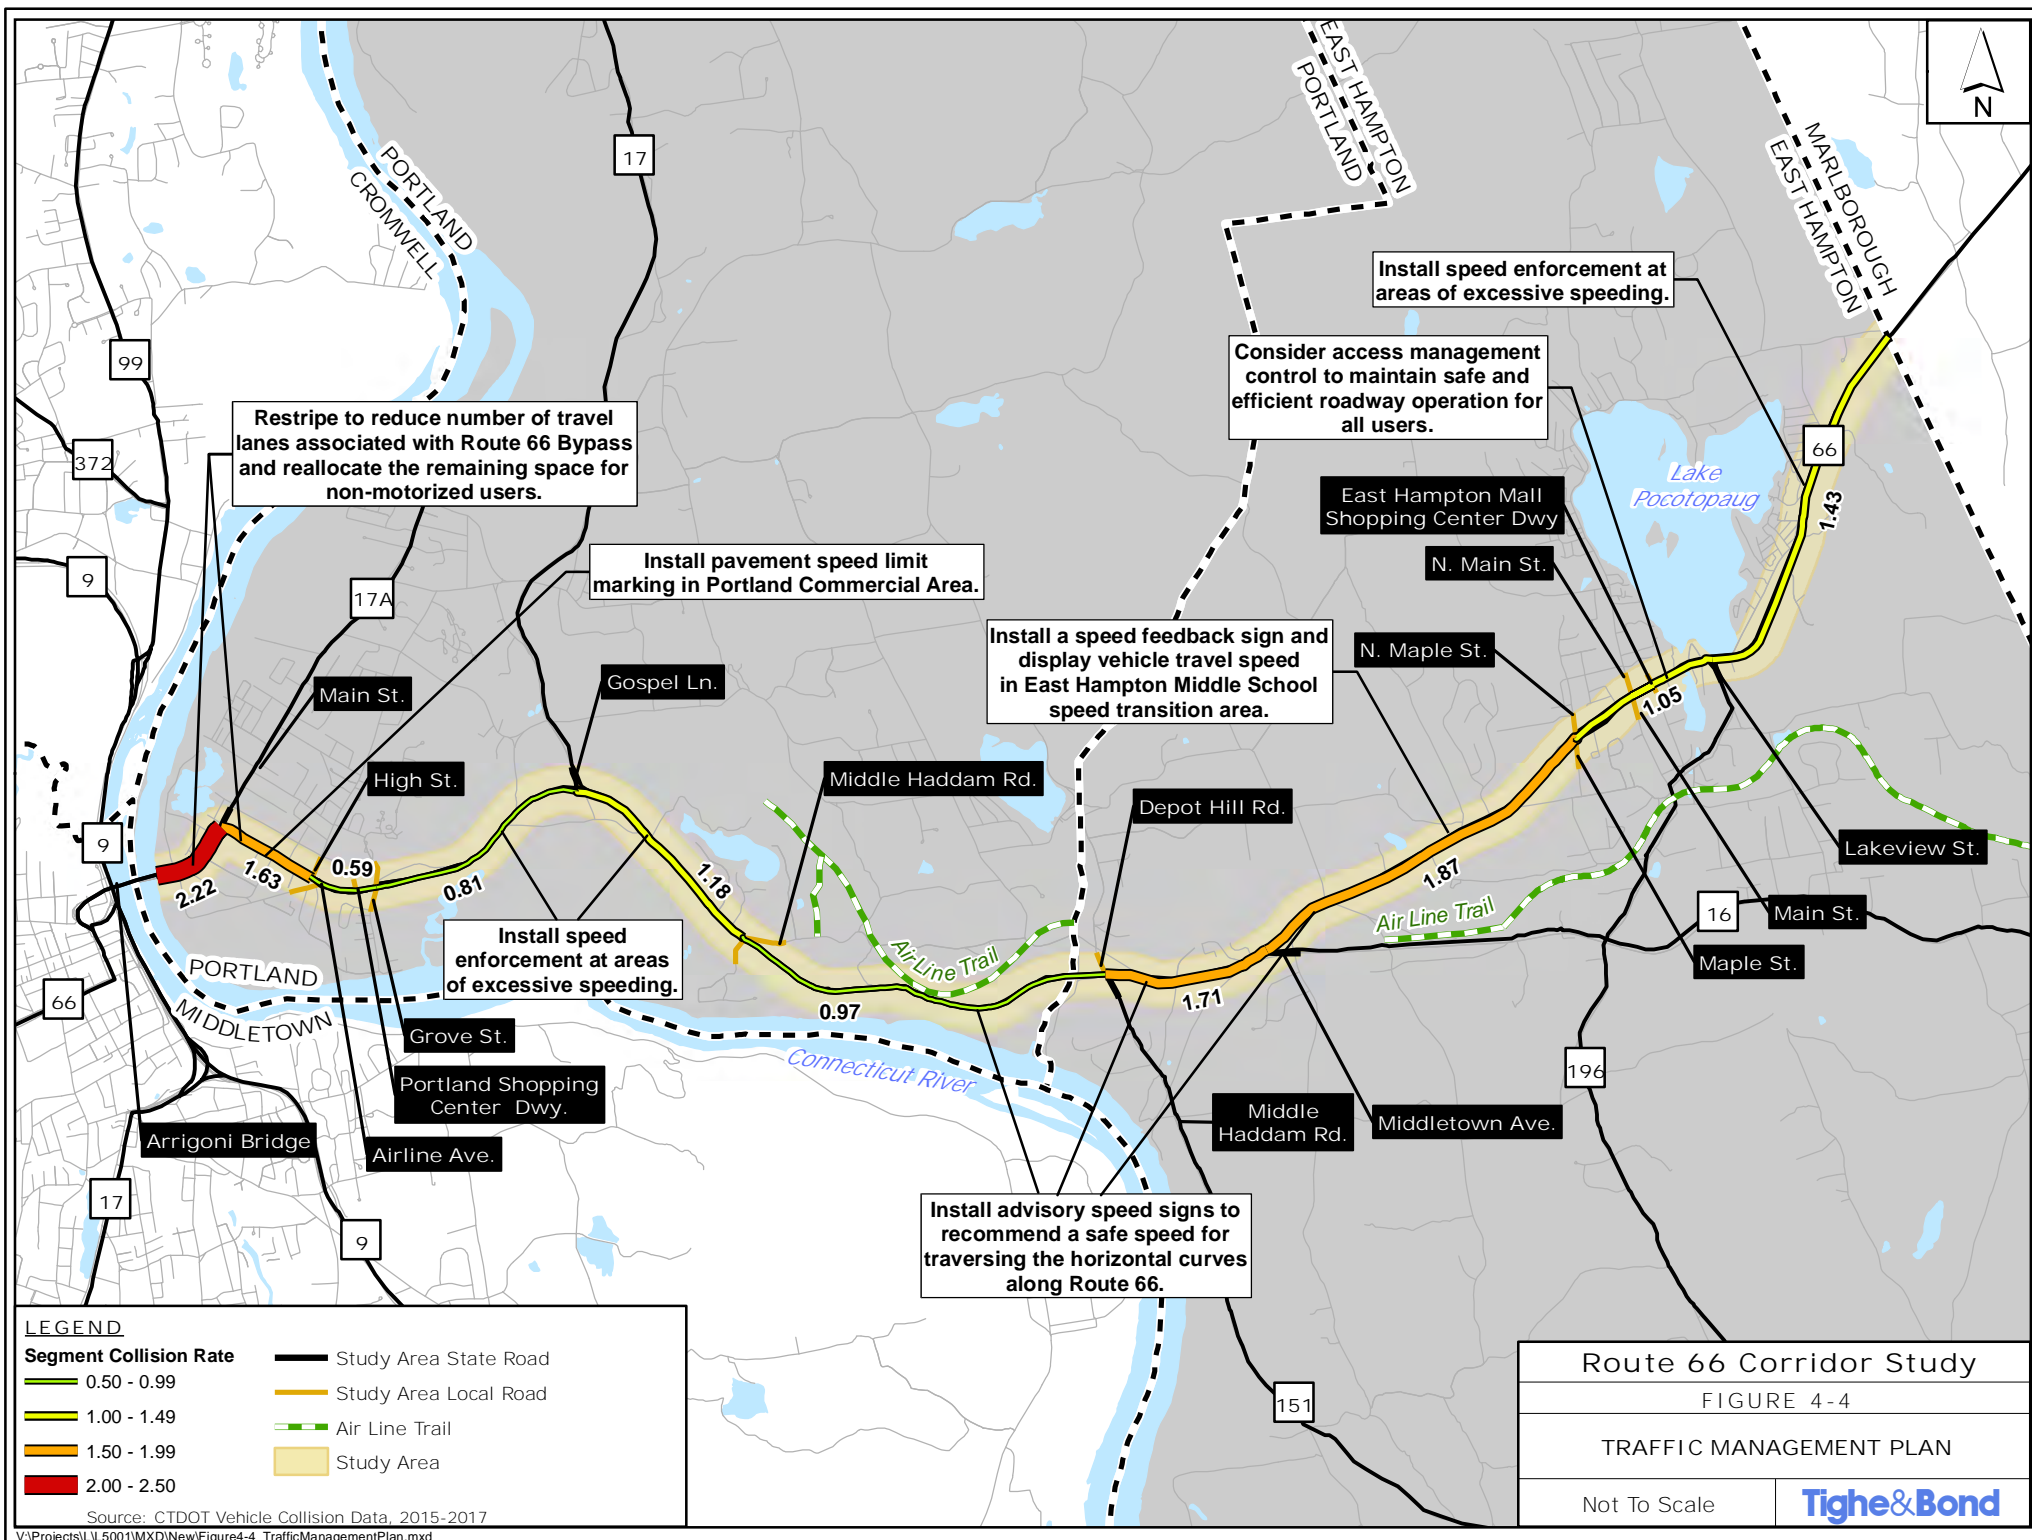 EAST HAMPTON
PORTLAND
MARLBOROUGH
EAST HAMPTON
N
17
PORTLAND
CROMWELL
Install speed enforcement at
areas of excessive speeding.
99
Consider access management
control to maintain safe and
efficient roadway operation for
all users.
Restripe to reduce number of travel
lanes associated with Route 66 Bypass
and reallocate the remaining space for
non-motorized users.
372
66
Lake
Pocotopaug
East Hampton Mall
Shopping Center Dwy
1.43
Install pavement speed limit
marking in Portland Commercial Area.
N. Main St.
9
17A
Install a speed feedback sign and
display vehicle travel speed
in East Hampton Middle School
speed transition area.
N. Maple St.
Main St.
Gospel Ln.
1.05
High St.
Middle Haddam Rd.
Depot Hill Rd.
9
Lakeview St.
2.22
1.63
0.59
0.81
1.18
1.87
Air Line Trail
16
Main St.
Install speed
enforcement at areas
of excessive speeding.
Air Line Trail
Maple St.
PORTLAND
MIDDLETOWN
66
0.97
1.71
Grove St.
Connecticut River
196
Portland Shopping
Center Dwy.
Middle
Haddam Rd.
Middletown Ave.
Arrigoni Bridge
Airline Ave.
17
9
Install advisory speed signs to
recommend a safe speed for
traversing the horizontal curves
along Route 66.
151
LEGEND
Segment Collision Rate
0.50 - 0.99
1.00 - 1.49
1.50 - 1.99
2.00 - 2.50
Study Area State Road
Study Area Local Road
Air Line Trail
Study Area
Source: CTDOT Vehicle Collision Data, 2015-2017
Route 66 Corridor Study
FIGURE 4-4
TRAFFIC MANAGEMENT PLAN
Not To Scale
Tighe&Bond
V:\Projects\L\L5001\MXD\New\Figure4-4_TrafficManagementPlan.mxd